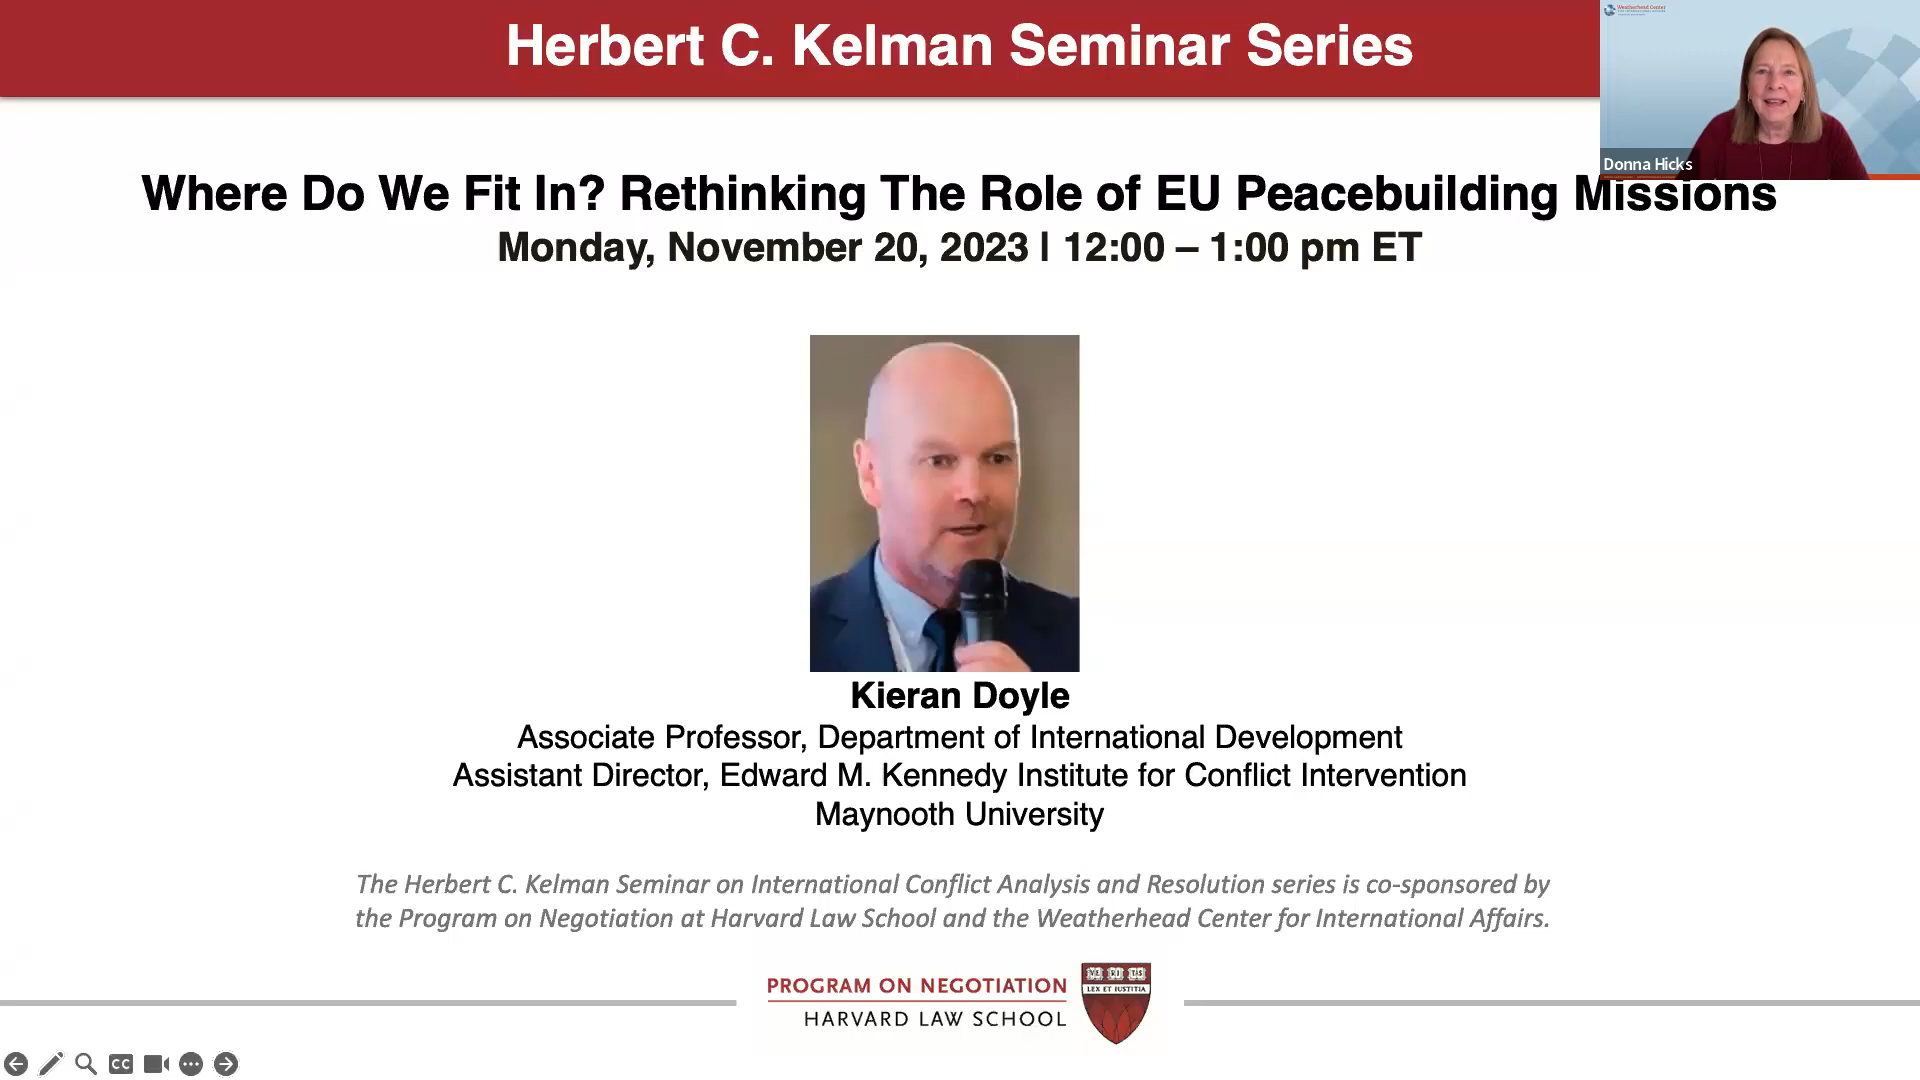 Herbert C. Kelman Seminar Series
Weatherhead Center
Donna Hicks
Where Do We Fit In? Rethinking The Role of EU Peacebuilding Missions
Monday, November 20, 2023 | 12:00 – 1:00 pm ET
Kieran Doyle
Associate Professor, Department of International Development
Assistant Director, Edward M. Kennedy Institute for Conflict Intervention
Maynooth University
The Herbert C. Kelman Seminar on International Conflict Analysis and Resolution series is co-sponsored by
the Program on Negotiation at Harvard Law School and the Weatherhead Center for International Affairs.
PROGRAM ON NEGOTIATION
HARVARD LAW SCHOOL
VE RI TAS
LEX ET IUSTITIA
CC